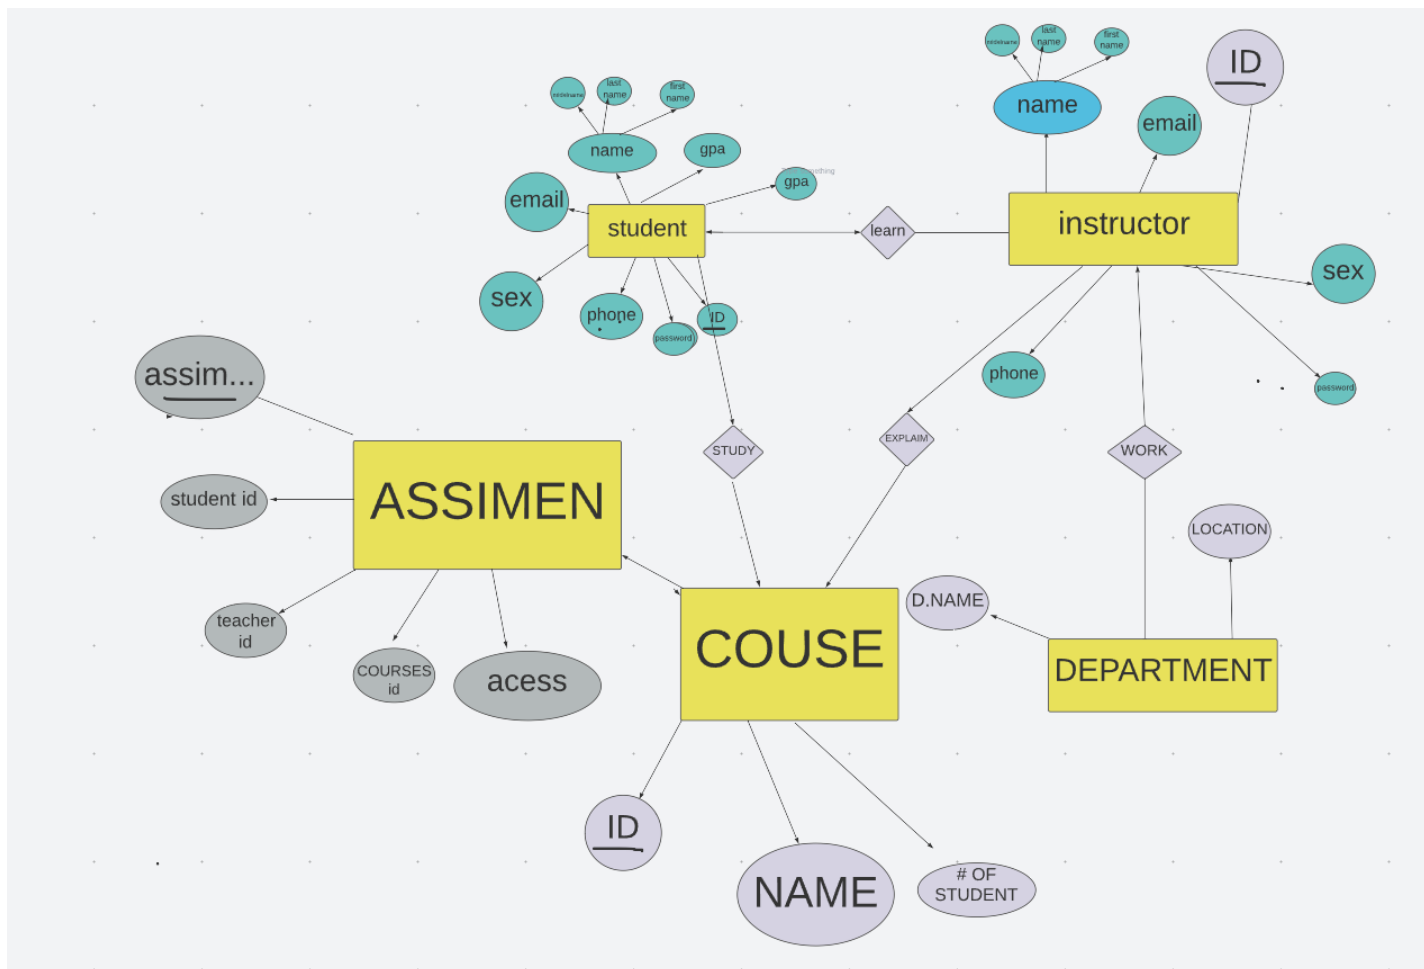 last
name
first
name
ID
name
email
instructor
sex
phone
password
last
name
first
name
name
gpa
gpa
email
student
learn
sex
phone
password
ID
assim...
STUDY
EXPLAIM
WORK
ASSIMEN
student id
teacher
id
COURSES
id
acess
COUSE
LOCATION
D.NAME
DEPARTMENT
ID
NAME
# OF
STUDENT